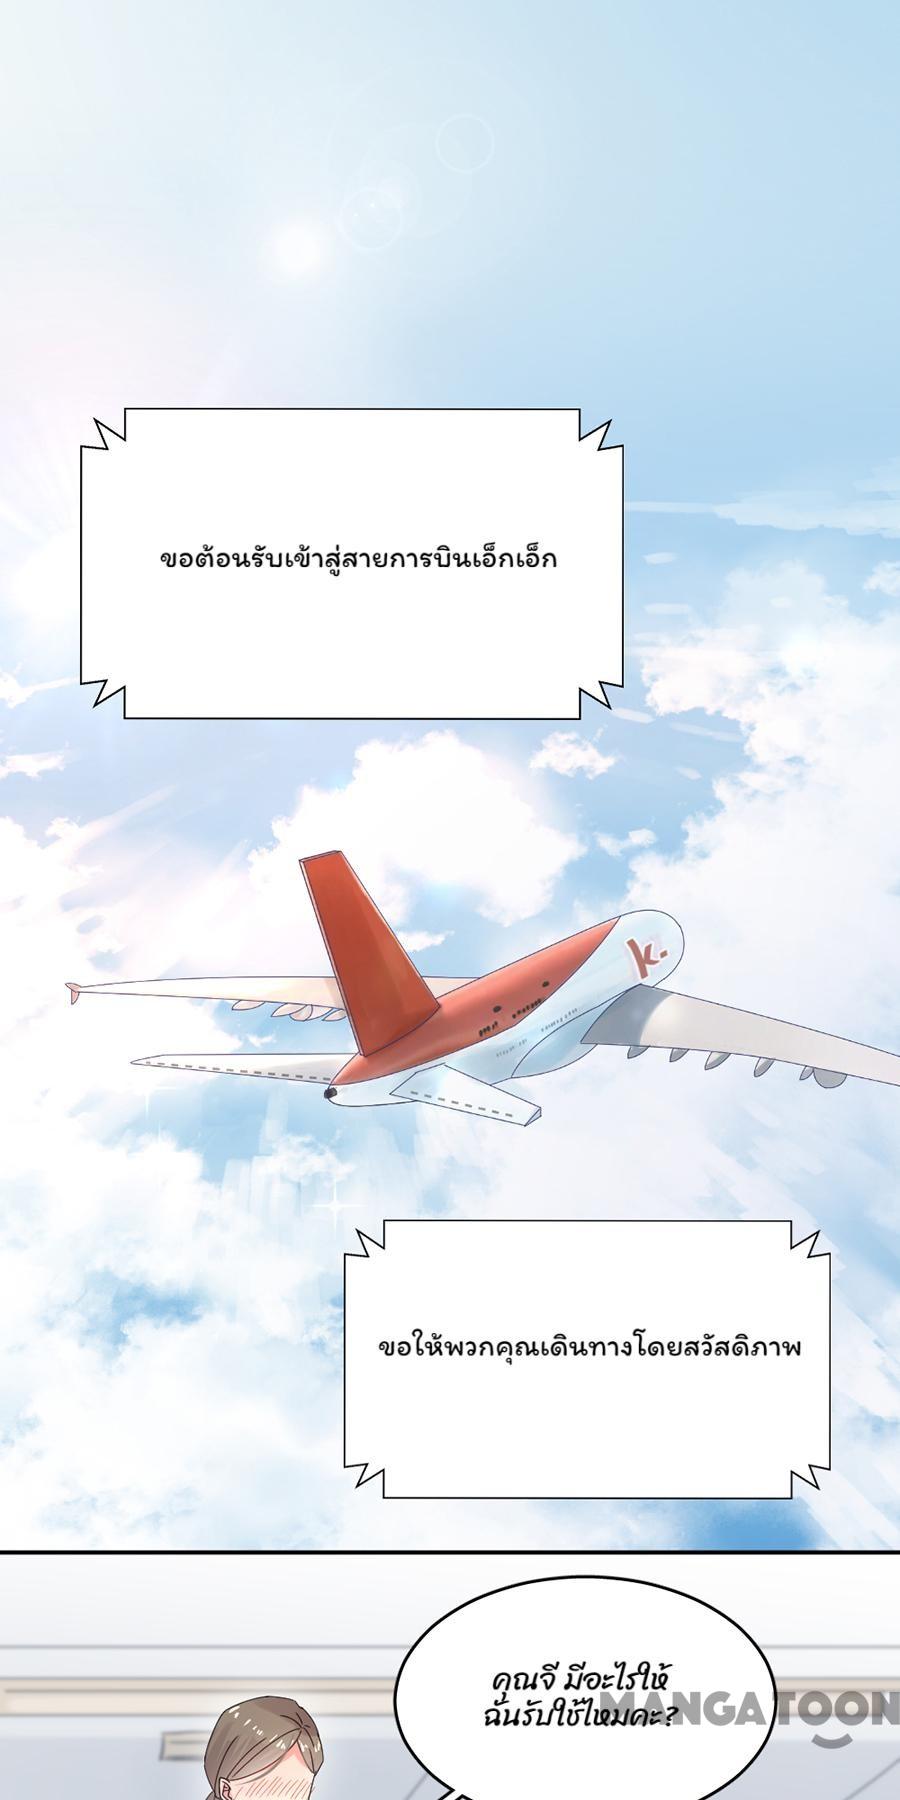 ขอต้อนรับเข้าสู่สายการบินเอ็กเอ็ก
k.
ขอให้พวกคุณเดินทางโดยสวัสดิภาพ
คุณจี มีอะไรให้
ฉันรับใช้ไหมคะ?
MANGATOON